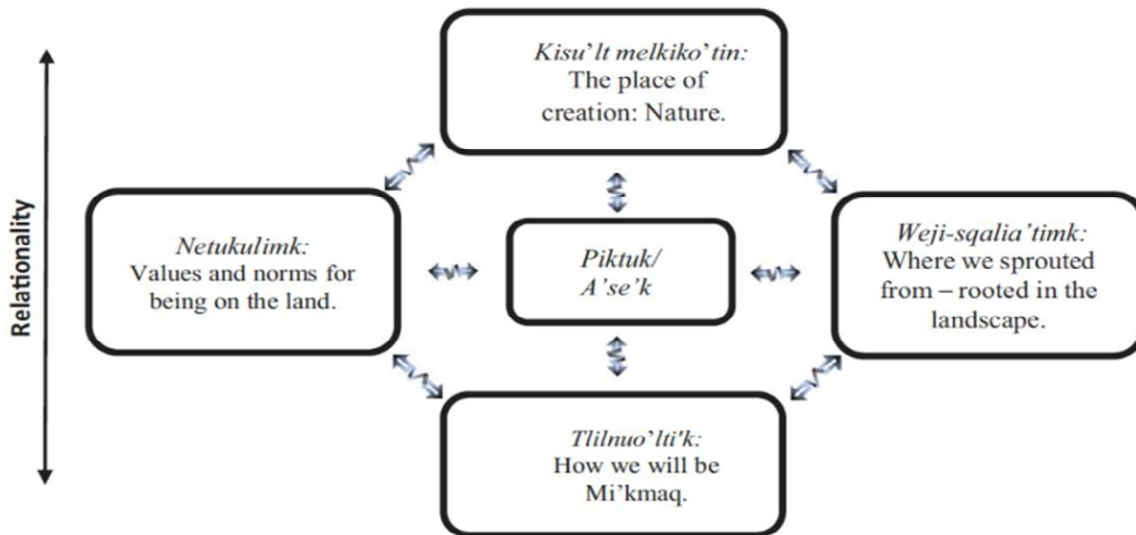 Kisu’lt melkiko’tin:
The place of
creation: Nature.
Relationality
Netukulimk:
Values and norms for
being on the land.
Piktuk/
A’se’k
Weji-sqalia’timk:
Where we sprouted
from – rooted in the
landscape.
Tlilnuo’lti'k:
How we will be
Mi’kmaq.